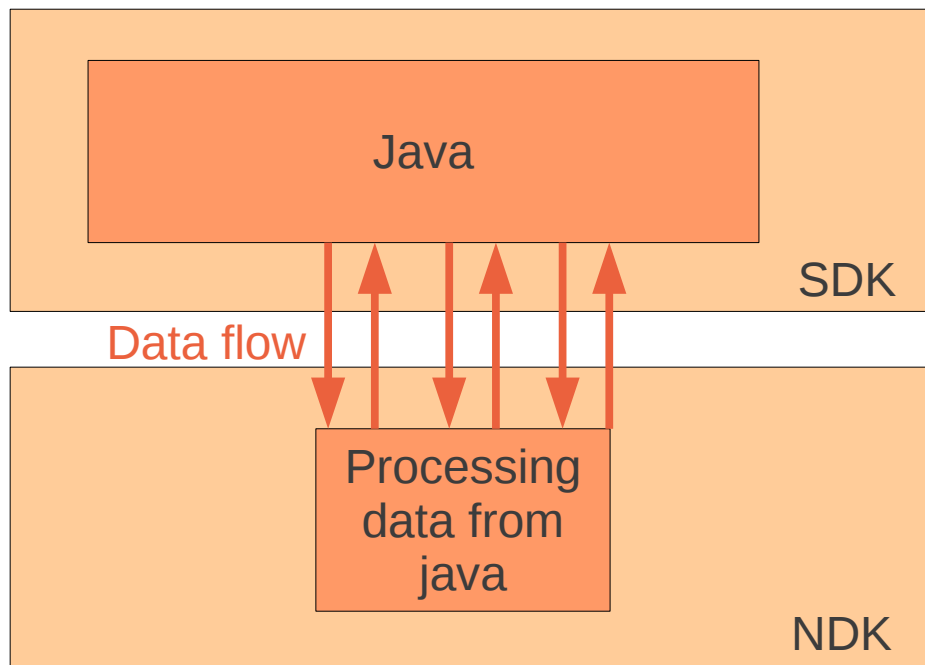 Java
SDK
Data flow
Processing
data from
java
NDK